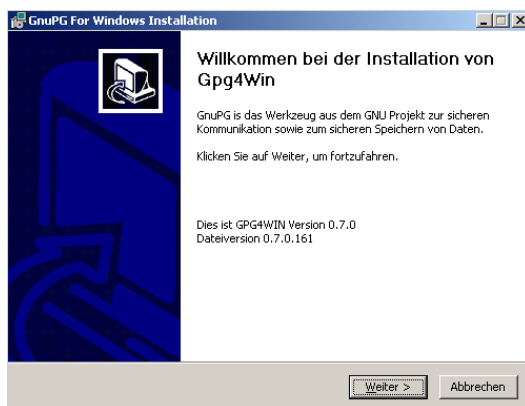 GnuPG For Windows Installation
Willkommen bei der Installation von
Gpg4Win
GnuPG is das Werkzeug aus dem GNU Projekt zur sicheren
Kommunikation sowie zum sicheren Speichern von Daten.
Klicken Sie auf Weiter, um fortzufahren.
Dies ist GPG4WIN Version 0.7.0
Dateiversion 0.7.0.161
Weiter >
Abbrechen